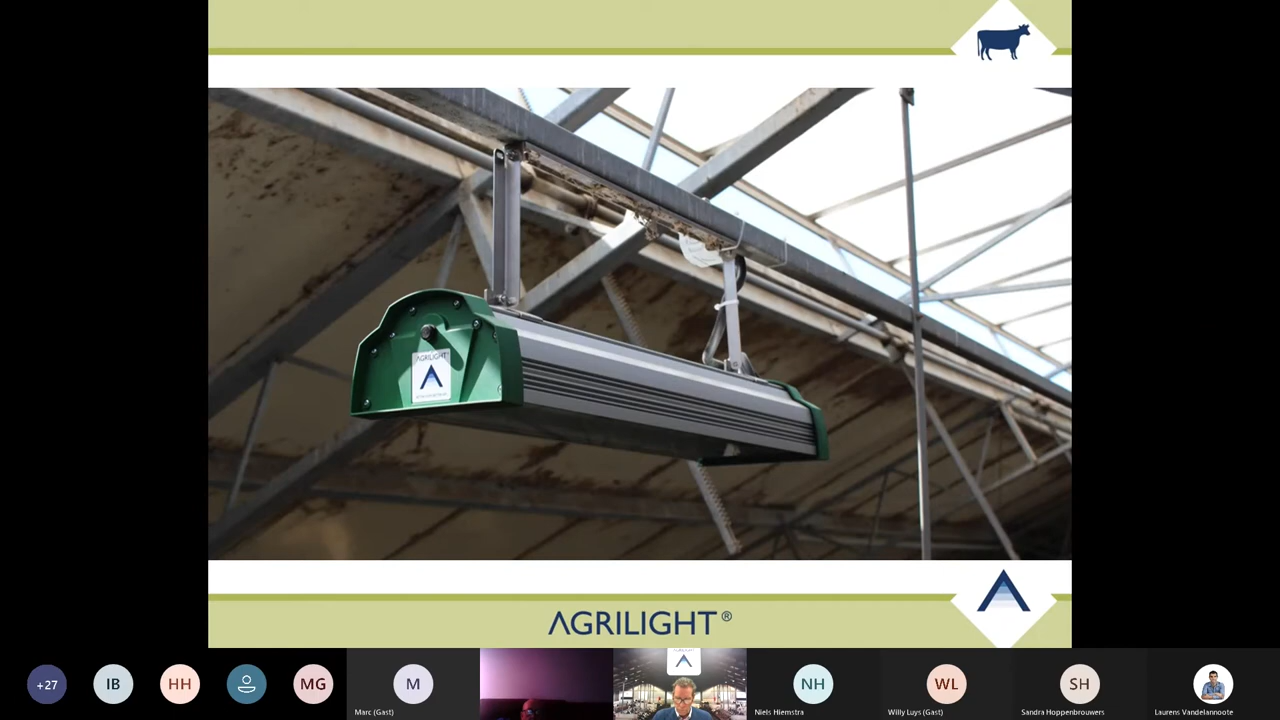 AGRILIGHT
AGRILIGHT®
+27
IB
HH
MG
M
Marc (Gast)
NH
Niels Hiemstra
WL
Willy Luys (Gast)
SH
Sandra Hoppenbrouwers
Laurens Vandelannoote